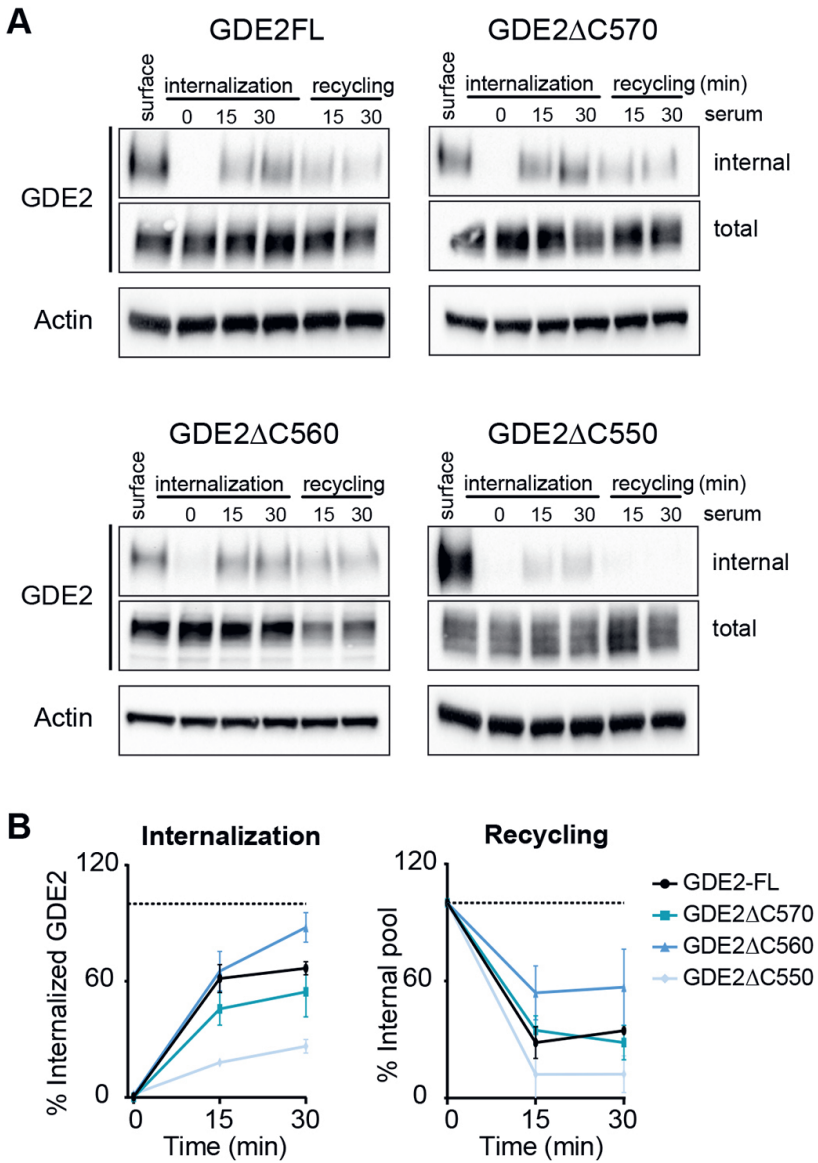 A
GDE2FL
GDE2ΔC570
surface
internalization
recycling
surface
internalization
recycling (min)
0 15 30 15 30
0 15 30 15 30 serum
GDE2
internal
total
Actin
GDE2ΔC560
GDE2ΔC550
surface
internalization
recycling
surface
internalization
recycling (min)
0 15 30 15 30
0 15 30 15 30 serum
GDE2
internal
total
Actin
B
Internalization
Recycling
% Internalized GDE2
120
60
0
0 15 30
Time (min)
% Internal pool
120
60
0
0 15 30
Time (min)
GDE2-FL
GDE2ΔC570
GDE2ΔC560
GDE2ΔC550